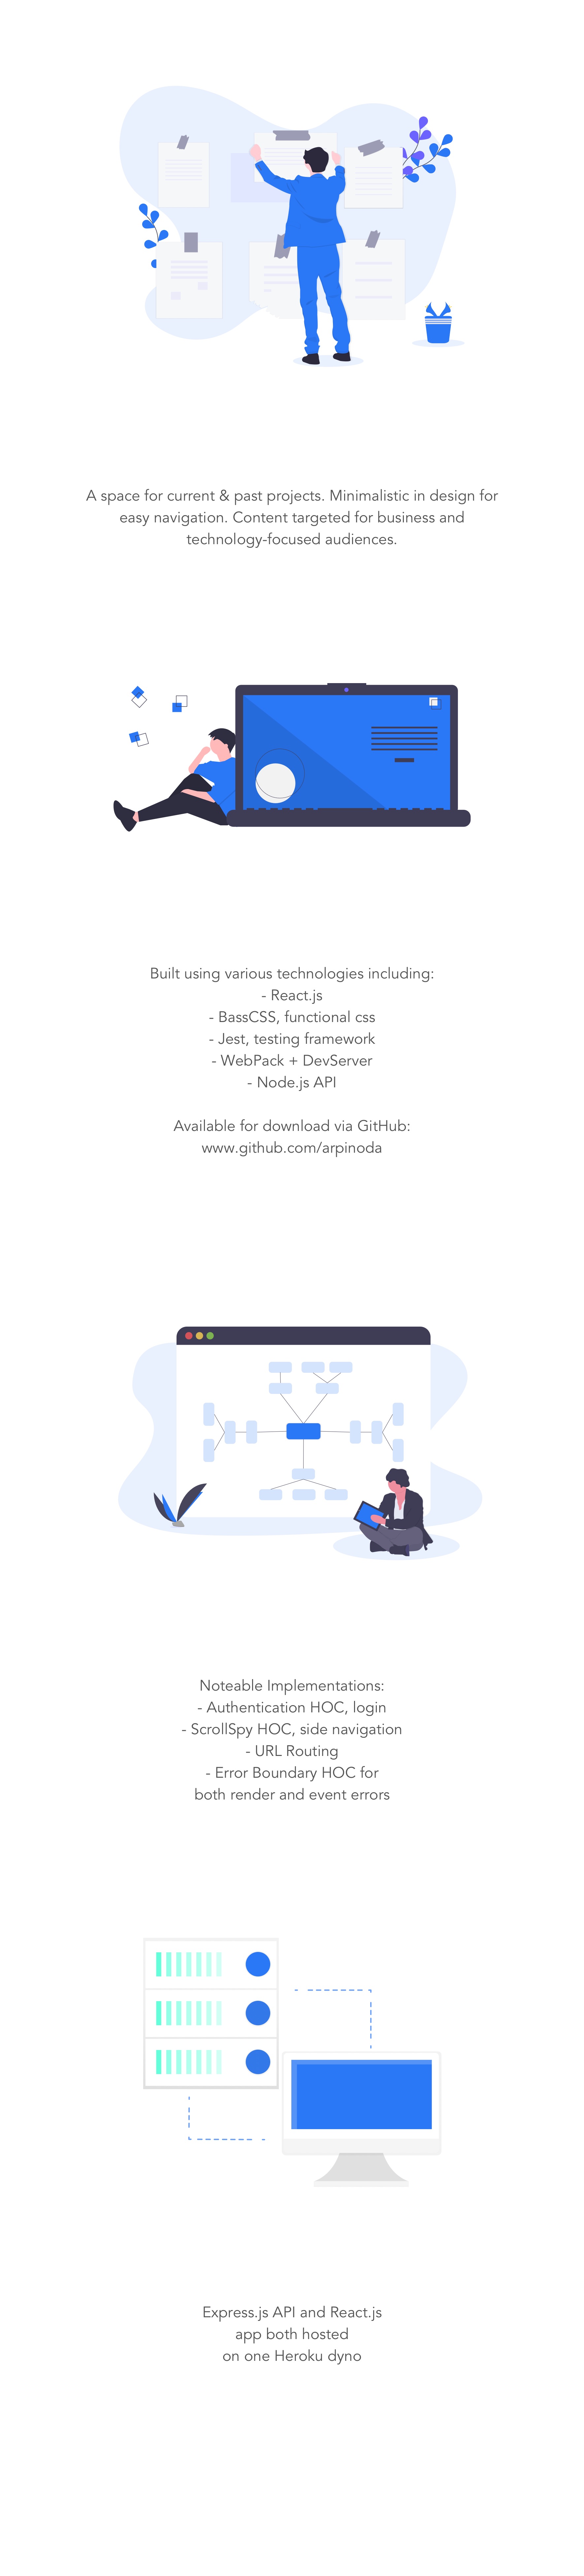 A space for current & past projects. Minimalistic in design for
easy navigation. Content targeted for business and
technology-focused audiences.
Built using various technologies including:
- React.js
- BassCSS, functional css
- Jest, testing framework
- WebPack + DevServer
- Node.js API
Available for download via GitHub:
www.github.com/arpinoda
Noteable Implementations:
- Authentication HOC, login
- ScrollSpy HOC, side navigation
- URL Routing
- Error Boundary HOC for
both render and event errors
Express.js API and React.js
app both hosted
on one Heroku dyno